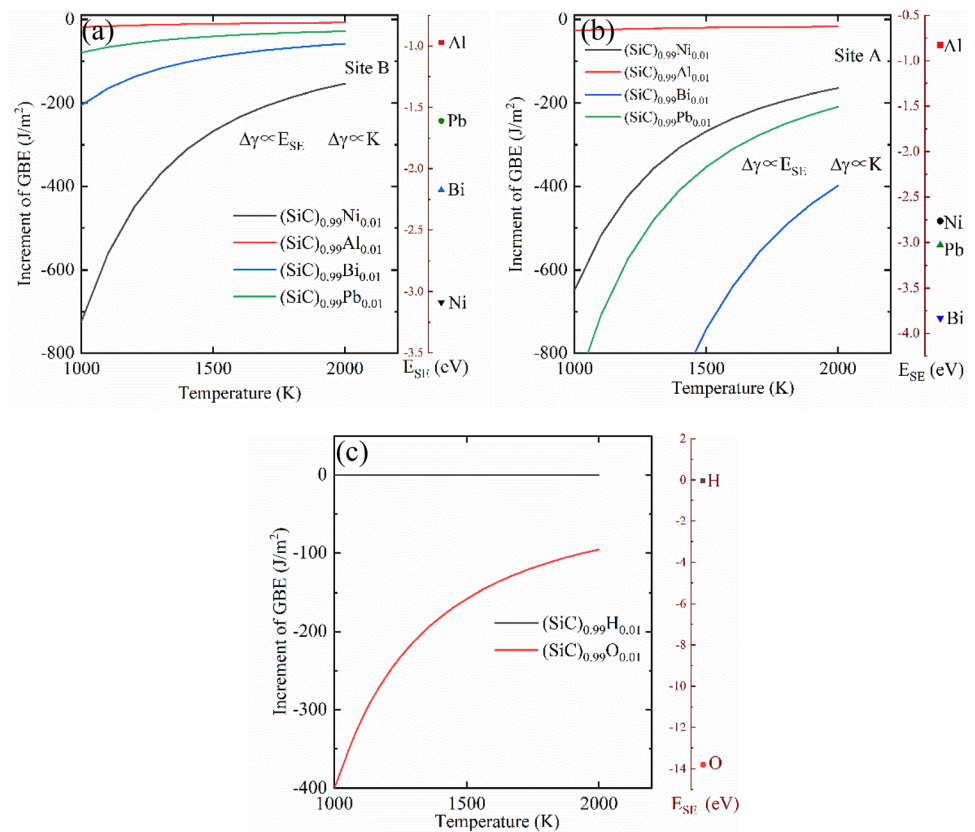 (a)
Site B
Δγ∝E_SE Δγ∝K
(SiC)0.99Ni0.01
(SiC)0.99Al0.01
(SiC)0.99Bi0.01
(SiC)0.99Pb0.01
0
-200
-400
-600
-800
Increment of GBE (J/m²)
1000 1500 2000
Temperature (K)
-1.0
-1.5
-2.0
-2.5
-3.0
-3.5
Al
Pb
Bi
Ni
E_SE (eV)
(b)
Site A
(SiC)0.99Ni0.01
(SiC)0.99Al0.01
(SiC)0.99Bi0.01
(SiC)0.99Pb0.01
Δγ∝E_SE Δγ∝K
0
-200
-400
-600
-800
Incrment of GBE (J/m²)
1000 1500 2000
Temperature (K)
-0.5
-1.0
-1.5
-2.0
-2.5
-3.0
-3.5
-4.0
Al
Ni
Pb
Bi
E_SE (eV)
(c)
(SiC)0.99H0.01
(SiC)0.99O0.01
0
-100
-200
-300
-400
Increment of GBE (J/m²)
1000 1500 2000
Temperature (K)
2
0
-2
-4
-6
-8
-10
-12
-14
H
O
E_SE (eV)